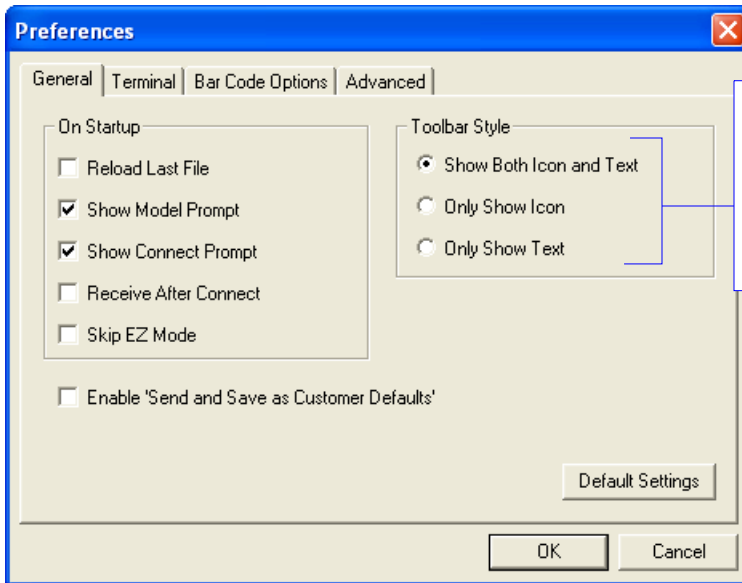 Preferences
General Terminal Bar Code Options Advanced
On Startup
Reload Last File
Show Model Prompt
Show Connect Prompt
Receive After Connect
Skip EZ Mode
Toolbar Style
Show Both Icon and Text
Only Show Icon
Only Show Text
Enable 'Send and Save as Customer Defaults'
Default Settings
OK Cancel